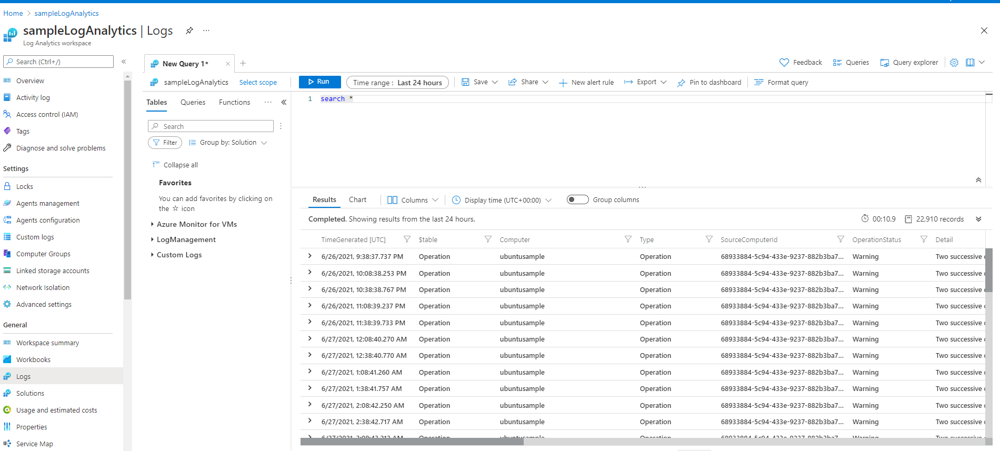 Home > sampleLogAnalytics
sampleLogAnalytics | Logs ...
Log Analytics workspace
Search (Ctrl+/)
«
Overview
Activity log
Access control (IAM)
Tags
Diagnose and solve problems
Settings
Locks
Agents management
Agents configuration
Custom logs
Computer Groups
Linked storage accounts
Network Isolation
Advanced settings
General
Workspace summary
Workbooks
Logs
Solutions
Usage and estimated costs
Properties
Service Map
New Query 1*
Feedback Queries Query explorer
sampleLogAnalytics Select scope Run Time range : Last 24 hours Save Share New alert rule Export Pin to dashboard Format query
Tables Queries Functions ... «
Search
Filter Group by: Solution
Collapse all
Favorites
You can add favorites by clicking on
the ☆ icon
Azure Monitor for VMs
LogManagement
Custom Logs
1 search *
Results Chart Columns Display time (UTC+00:00) Group columns
Completed. Showing results from the last 24 hours. 00:10.9 22,910 records
TimeGenerated [UTC] $table Computer Type SourceComputerId OperationStatus Detail
6/26/2021, 9:38:37.737 PM Operation ubuntusample Operation 68933884-5c94-433e-9237-882b3ba7... Warning Two successive
6/26/2021, 10:08:38.253 PM Operation ubuntusample Operation 68933884-5c94-433e-9237-882b3ba7... Warning Two successive
6/26/2021, 10:38:38.767 PM Operation ubuntusample Operation 68933884-5c94-433e-9237-882b3ba7... Warning Two successive
6/26/2021, 11:08:39.237 PM Operation ubuntusample Operation 68933884-5c94-433e-9237-882b3ba7... Warning Two successive
6/26/2021, 11:38:39.733 PM Operation ubuntusample Operation 68933884-5c94-433e-9237-882b3ba7... Warning Two successive
6/27/2021, 12:08:40.270 AM Operation ubuntusample Operation 68933884-5c94-433e-9237-882b3ba7... Warning Two successive
6/27/2021, 12:38:40.770 AM Operation ubuntusample Operation 68933884-5c94-433e-9237-882b3ba7... Warning Two successive
6/27/2021, 1:08:41.260 AM Operation ubuntusample Operation 68933884-5c94-433e-9237-882b3ba7... Warning Two successive
6/27/2021, 1:38:41.757 AM Operation ubuntusample Operation 68933884-5c94-433e-9237-882b3ba7... Warning Two successive
6/27/2021, 2:08:42.250 AM Operation ubuntusample Operation 68933884-5c94-433e-9237-882b3ba7... Warning Two successive
6/27/2021, 2:38:42.717 AM Operation ubuntusample Operation 68933884-5c94-433e-9237-882b3ba7... Warning Two successive